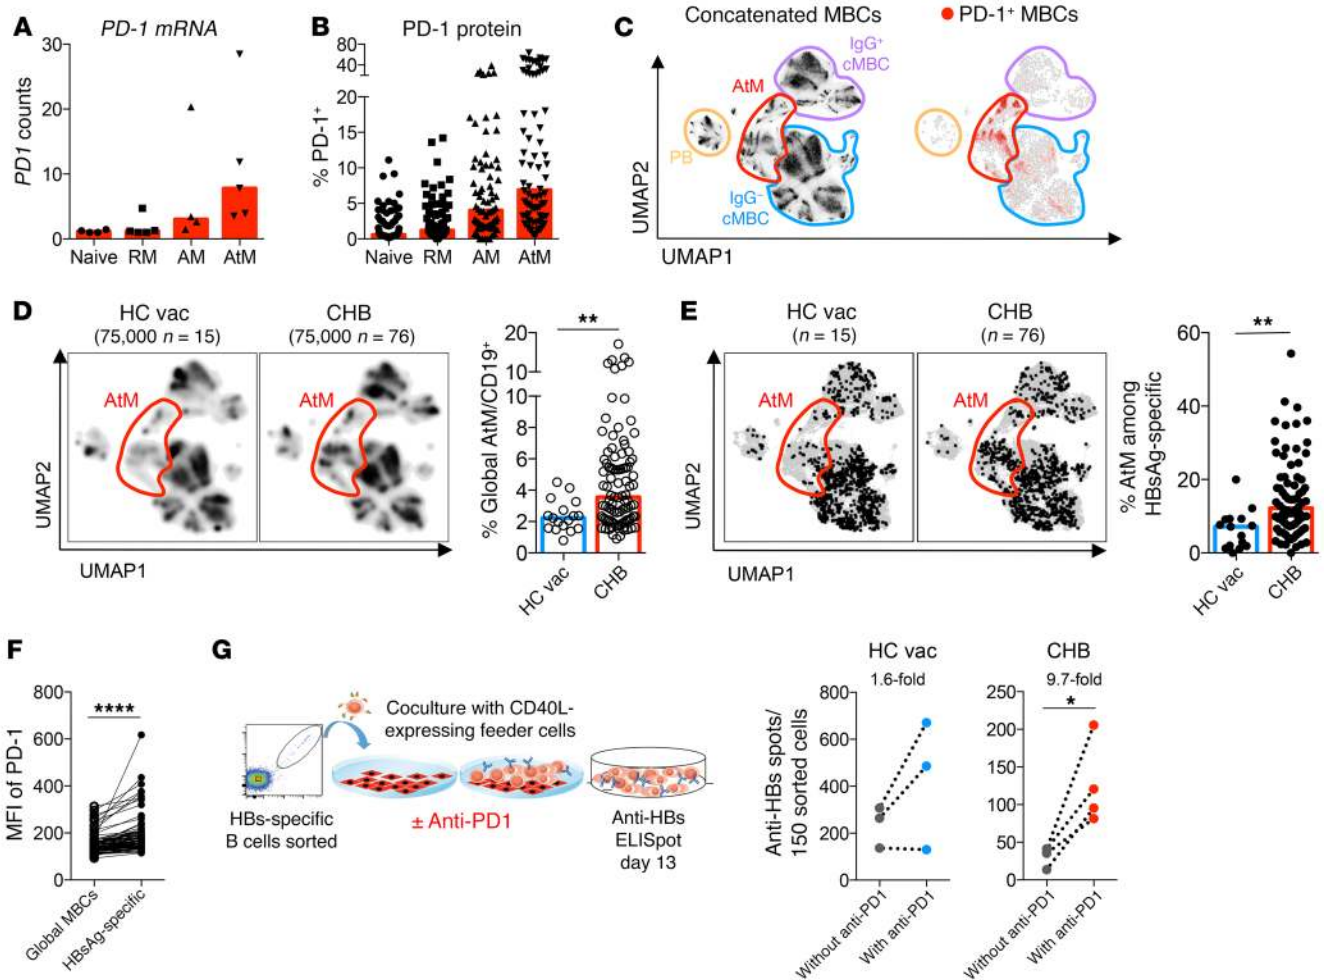 A
PD-1 mRNA
PD1 counts
30
20
10
0
Naive RM AM AtM
B
PD-1 protein
% PD-1⁺
80
40
20
15
10
5
0
Naive RM AM AtM
C
Concatenated MBCs
PD-1⁺ MBCs
IgG⁺
cMBC
AtM
PB
IgG⁻
cMBC
UMAP2
UMAP1
D
HC vac
(75,000 n = 15)
CHB
(75,000 n = 76)
AtM
AtM
UMAP2
UMAP1
**
% Global AtM/CD19⁺
20
10
10
8
6
4
2
0
HC vac
CHB
E
HC vac
(n = 15)
CHB
(n = 76)
AtM
AtM
UMAP2
UMAP1
**
% AtM among
HBsAg-specific
60
40
20
0
HC vac
CHB
F
MFI of PD-1
800
600
400
200
0
****
Global MBCs
HBsAg-specific
G
Coculture with CD40L-
expressing feeder cells
HBs-specific
B cells sorted
± Anti-PD1
Anti-HBs
ELISpot
day 13
HC vac
1.6-fold
Anti-HBs spots/
150 sorted cells
800
600
400
200
0
Without anti-PD1
With anti-PD1
CHB
9.7-fold
*
250
200
150
100
50
0
Without anti-PD1
With anti-PD1